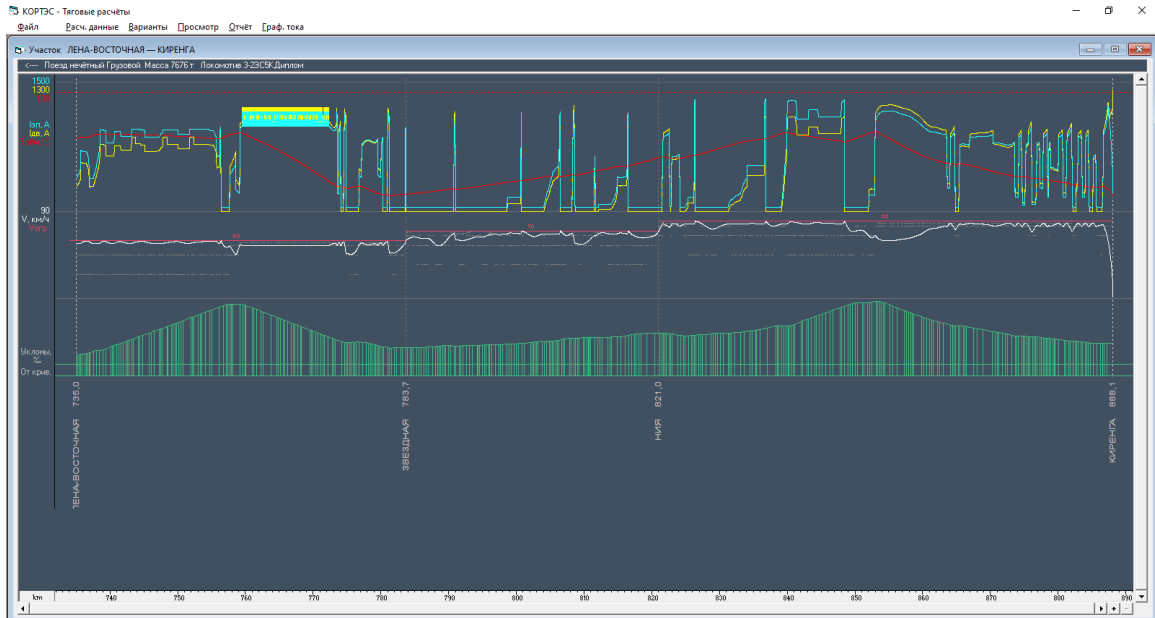 КОРТЭС - Тяговые расчёты
Файл Расч. данные Варианты Просмотр Отчёт Граф. тока
Участок ЛЕНА-ВОСТОЧНАЯ — КИРЕНГА
<--- Поезд нечётный Грузовой Масса 7676 т Локомотив 3-2ЭС5К Диплом
1500
1300
Iэл, А
Iдв, А
90
V, км/ч
Vогр
60
70
80
Уклоны,
‰
От крив.
ЛЕНА-ВОСТОЧНАЯ 735,0
ЗВЕЗДНАЯ 783,7
НИЯ 821,0
КИРЕНГА 888,1
km 740 750 760 770 780 790 800 810 820 830 840 850 860 870 880 890